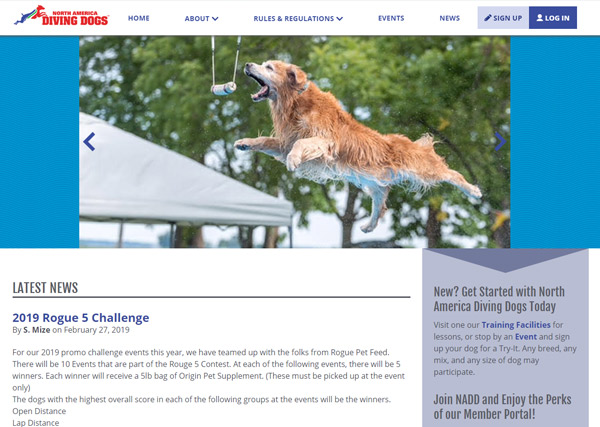 NORTH AMERICA
DIVING DOGS
HOME
ABOUT
RULES & REGULATIONS
EVENTS
NEWS
SIGN UP
LOG IN
LATEST NEWS
2019 Rogue 5 Challenge
By S. Mize on February 27, 2019
For our 2019 promo challenge events this year, we have teamed up with the folks from Rogue Pet Feed.
There will be 10 Events that are part of the Rouge 5 Contest. At each of the following events, there will be 5
winners. Each winner will receive a 5lb bag of Origin Pet Supplement. (These must be picked up at the event
only)
The dogs with the highest overall score in each of the following groups at the events will be the winners.
Open Distance
Lap Distance
New? Get Started with North
America Diving Dogs Today
Visit one our Training Facilities for
lessons, or stop by an Event and sign
up your dog for a Try-It. Any breed, any
mix, and any size of dog may
participate.
Join NADD and Enjoy the Perks
of our Member Portal!